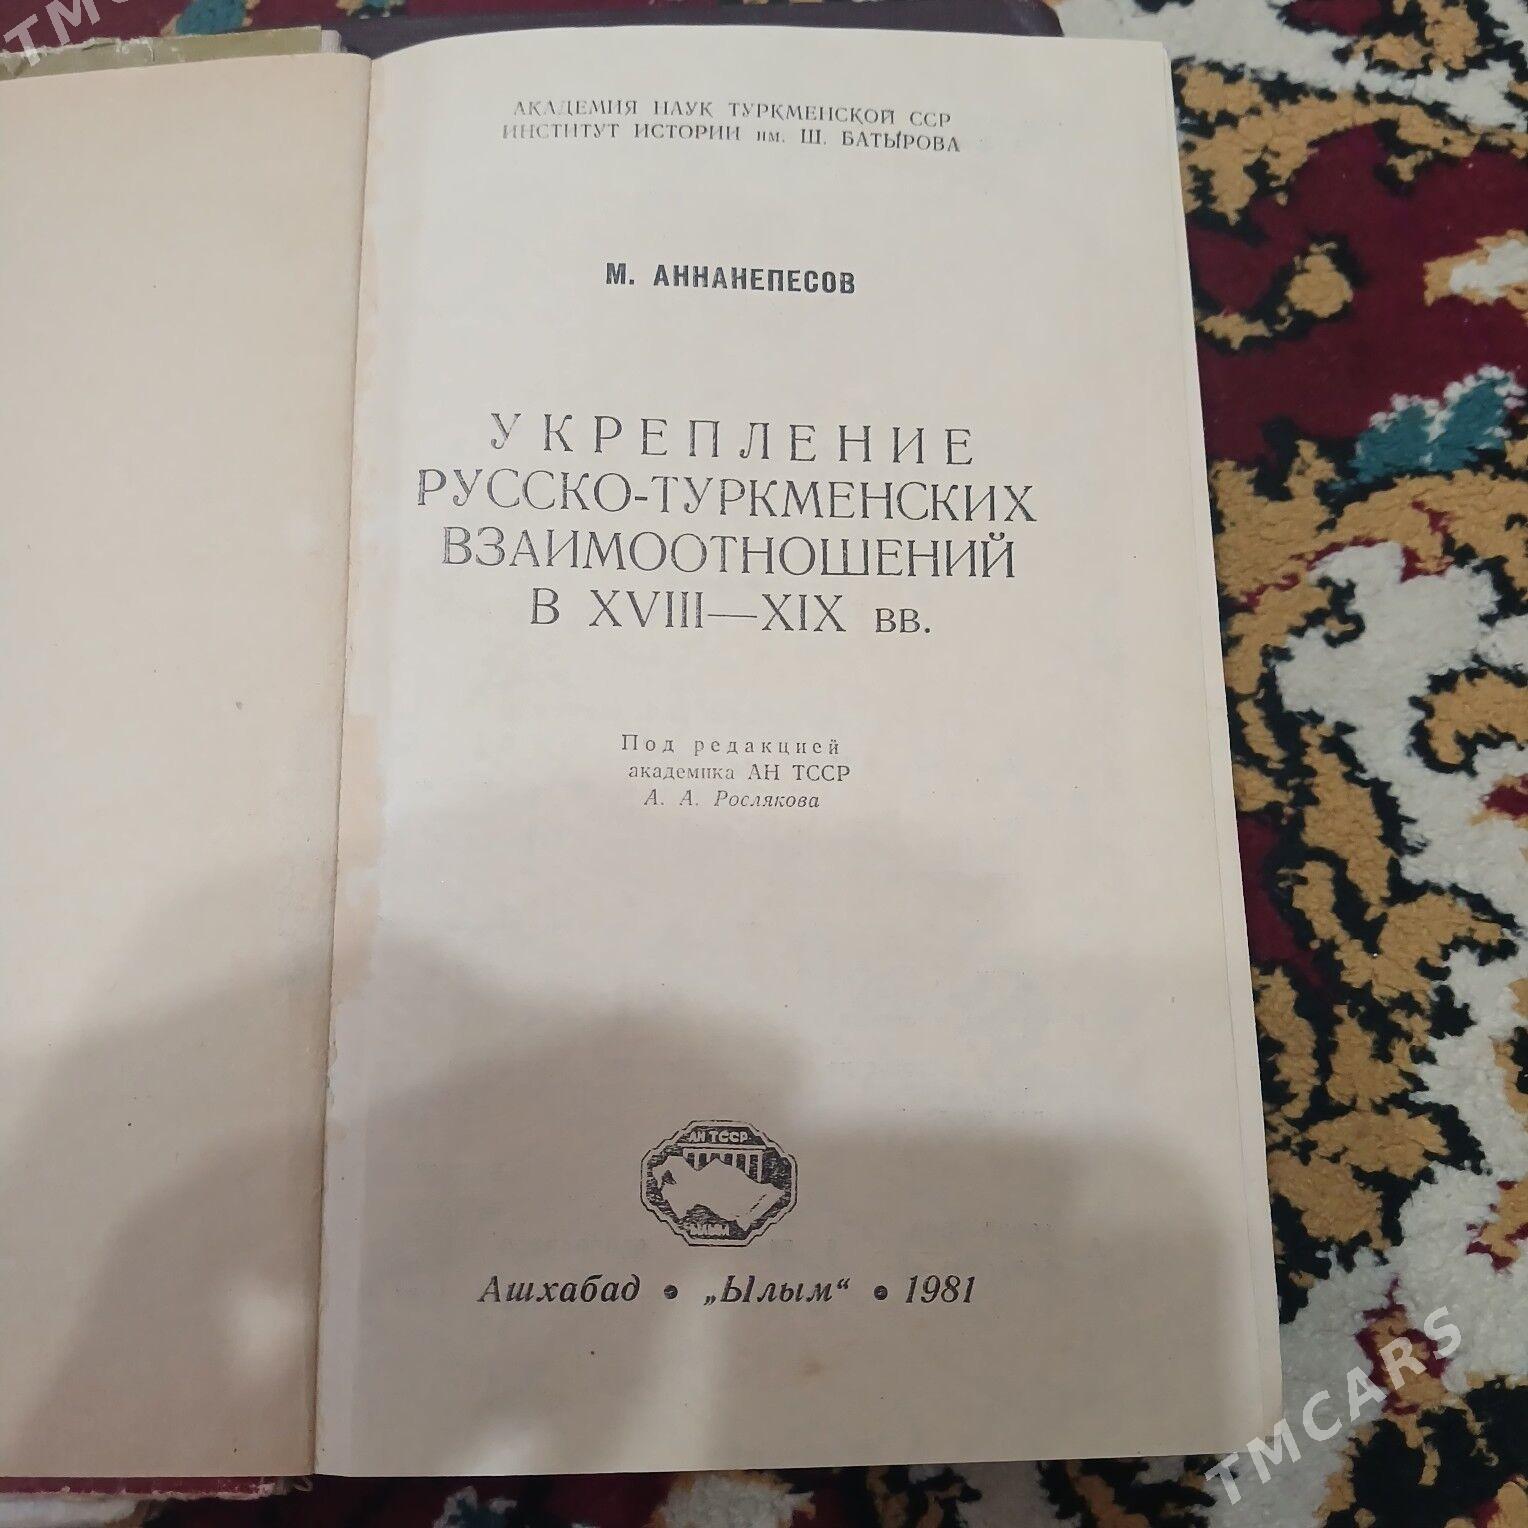 АКАДЕМИЯ НАУК ТУРКМЕНСКОЙ ССР
ИНСТИТУТ ИСТОРИИ им. Ш. БАТЫРОВА
М. АННАНЕПЕСОВ
УКРЕПЛЕНИЕ
РУССКО-ТУРКМЕНСКИХ
ВЗАИМООТНОШЕНИЙ
В XVIII—XIX вв.
Под редакцией
академика АН ТССР
А. А. Рослякова
АН ТССР
Ашхабад • „Ылым“ • 1981
TMCARS